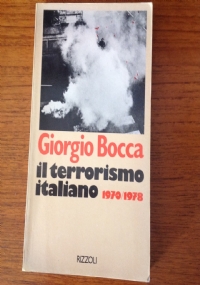 Giorgio Bocca
il terrorismo
italiano 1970/1978
RIZZOLI